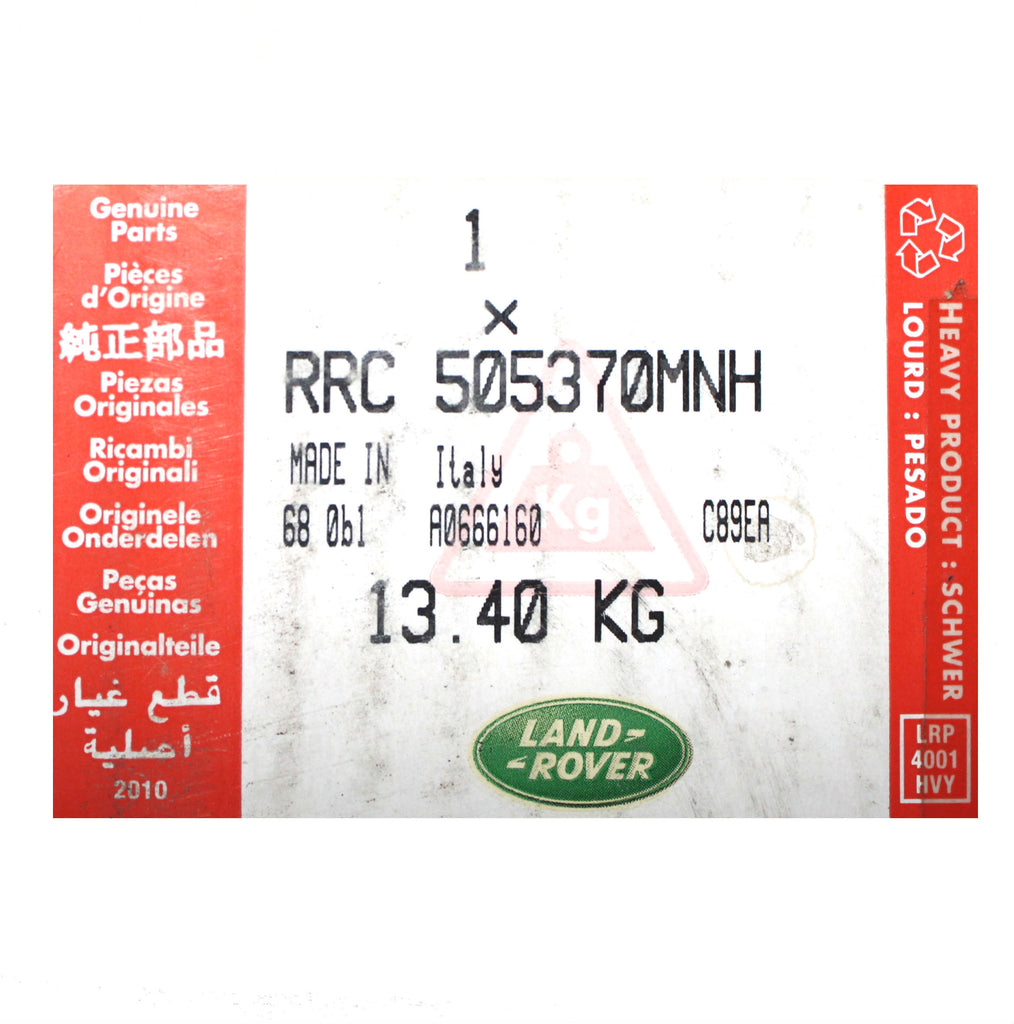 Genuine
Parts
Pièces
d'Origine
純正部品
Piezas
Originales
Ricambi
Originali
Originele
Onderdelen
Peças
Genuinas
Originalteile
قطع غيار
أصلية
2010
1
×
RRC 505370MNH
MADE IN Italy
68 0b1 A0666160 C89EA
Kg
13.40 KG
LAND-
-ROVER
HEAVY PRODUCT : SCHWER
LOURD : PESADO
LRP
4001
HVY